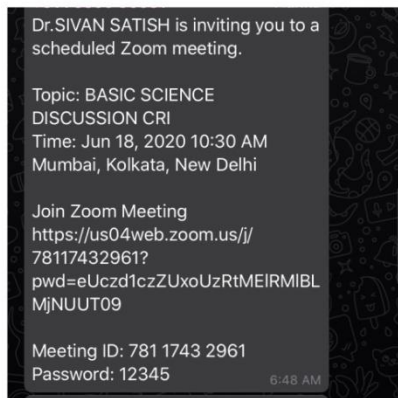 Dr.SIVAN SATISH is inviting you to a
scheduled Zoom meeting.
Topic: BASIC SCIENCE
DISCUSSION CRI
Time: Jun 18, 2020 10:30 AM
Mumbai, Kolkata, New Delhi
Join Zoom Meeting
https://us04web.zoom.us/j/
78117432961?
pwd=eUczd1czZUxoUzRtMElRMlBL
MjNUUT09
Meeting ID: 781 1743 2961
Password: 12345
6:48 AM